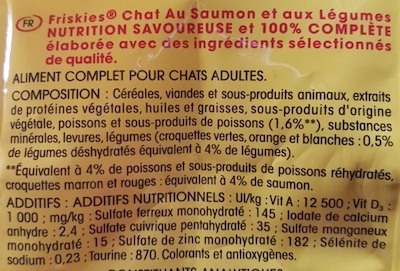 FR Friskies® Chat Au Saumon et aux Légumes
NUTRITION SAVOUREUSE et 100% COMPLÈTE
élaborée avec des ingrédients sélectionnés
de qualité.
ALIMENT COMPLET POUR CHATS ADULTES.
COMPOSITION : Céréales, viandes et sous-produits animaux, extraits
de protéines végétales, huiles et graisses, sous-produits d'origine
végétale, poissons et sous-produits de poissons (1,6%**), substances
minérales, levures, légumes (croquettes vertes, orange et blanches : 0,5%
de légumes déshydratés équivalent à 4% de légumes).
**Équivalent à 4% de poissons et sous-produits de poissons réhydratés,
croquettes marron et rouges : équivalent à 4% de saumon.
ADDITIFS : ADDITIFS NUTRITIONNELS : UI/kg : Vit A : 12 500 ; Vit D3 :
1 000 ; mg/kg : Sulfate ferreux monohydraté : 145 ; Iodate de calcium
anhydre : 2,4 ; Sulfate cuivrique pentahydraté : 35 ; Sulfate manganeux
monohydraté : 15 ; Sulfate de zinc monohydraté : 182 ; Sélénite de
sodium : 0,23 ; Taurine : 870. Colorants et antioxygènes.
CONSTITUANTS ANALYTIQUES